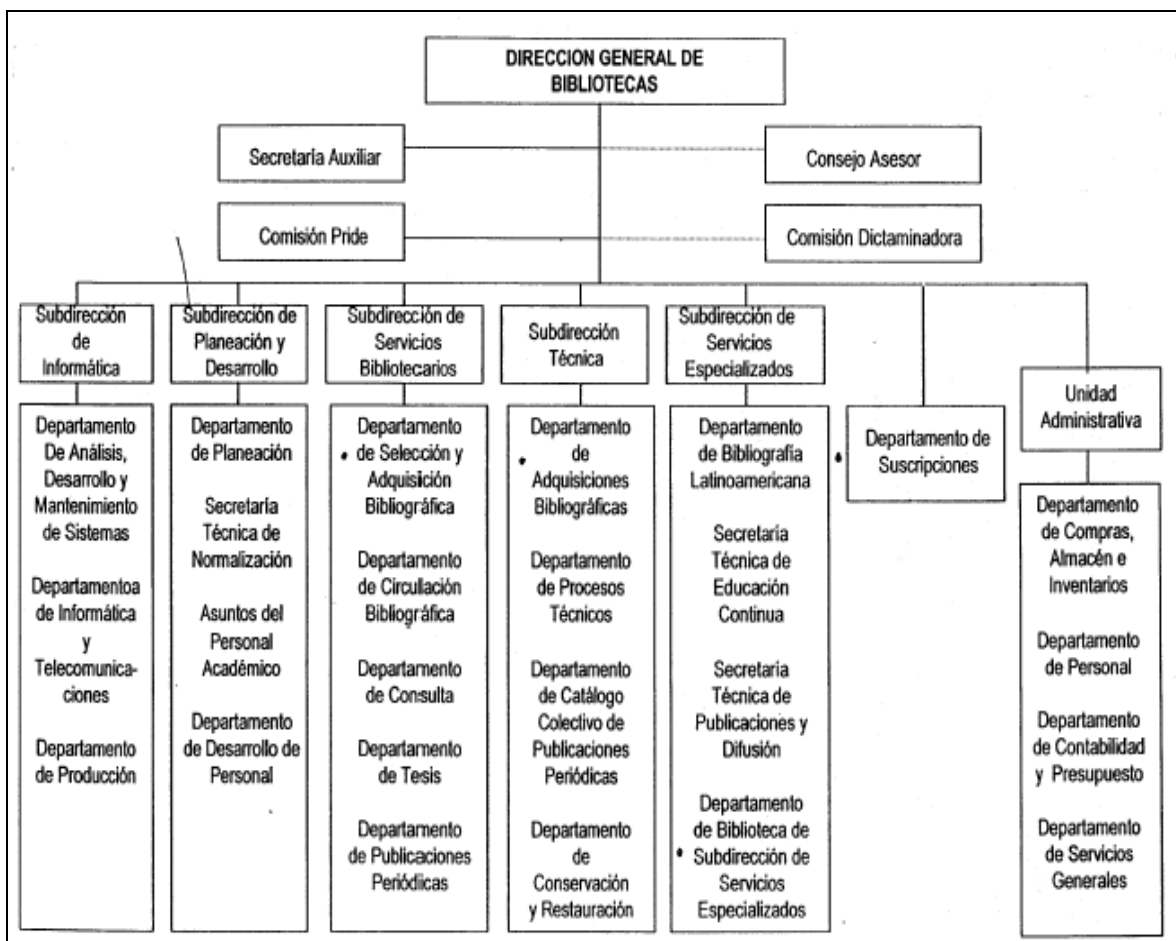 DIRECCION GENERAL DE
BIBLIOTECAS
Secretaría Auxiliar
Consejo Asesor
Comisión Pride
Comisión Dictaminadora
Subdirección
de
Informática
Subdirección de
Planeación y
Desarrollo
Subdirección de
Servicios
Bibliotecarios
Subdirección
Técnica
Subdirección de
Servicios
Especializados
Departamento de
Suscripciones
Unidad
Administrativa
Departamento
De Análisis,
Desarrollo y
Mantenimiento
de Sistemas
Departamentoa
de Informática
y
Telecomunica-
ciones
Departamento
de Producción
Departamento
de Planeación
Secretaría
Técnica de
Normalización
Asuntos del
Personal
Académico
Departamento
de Desarrollo de
Personal
Departamento
de Selección y
Adquisición
Bibliográfica
Departamento
de Circulación
Bibliográfica
Departamento
de Consulta
Departamento
de Tesis
Departamento
de Publicaciones
Periódicas
Departamento
de
Adquisiciones
Bibliográficas
Departamento
de Procesos
Técnicos
Departamento
de Catálogo
Colectivo de
Publicaciones
Periódicas
Departamento
de
Conservación
y Restauración
Departamento
de Bibliografía
Latinoamericana
Secretaria
Técnica de
Educación
Continua
Secretaria
Técnica de
Publicaciones y
Difusión
Departamento
de Biblioteca de
Subdirección de
Servicios
Especializados
Departamento
de Compras,
Almacén e
Inventarios
Departamento
de Personal
Departamento
de Contabilidad
y Presupuesto
Departamento
de Servicios
Generales